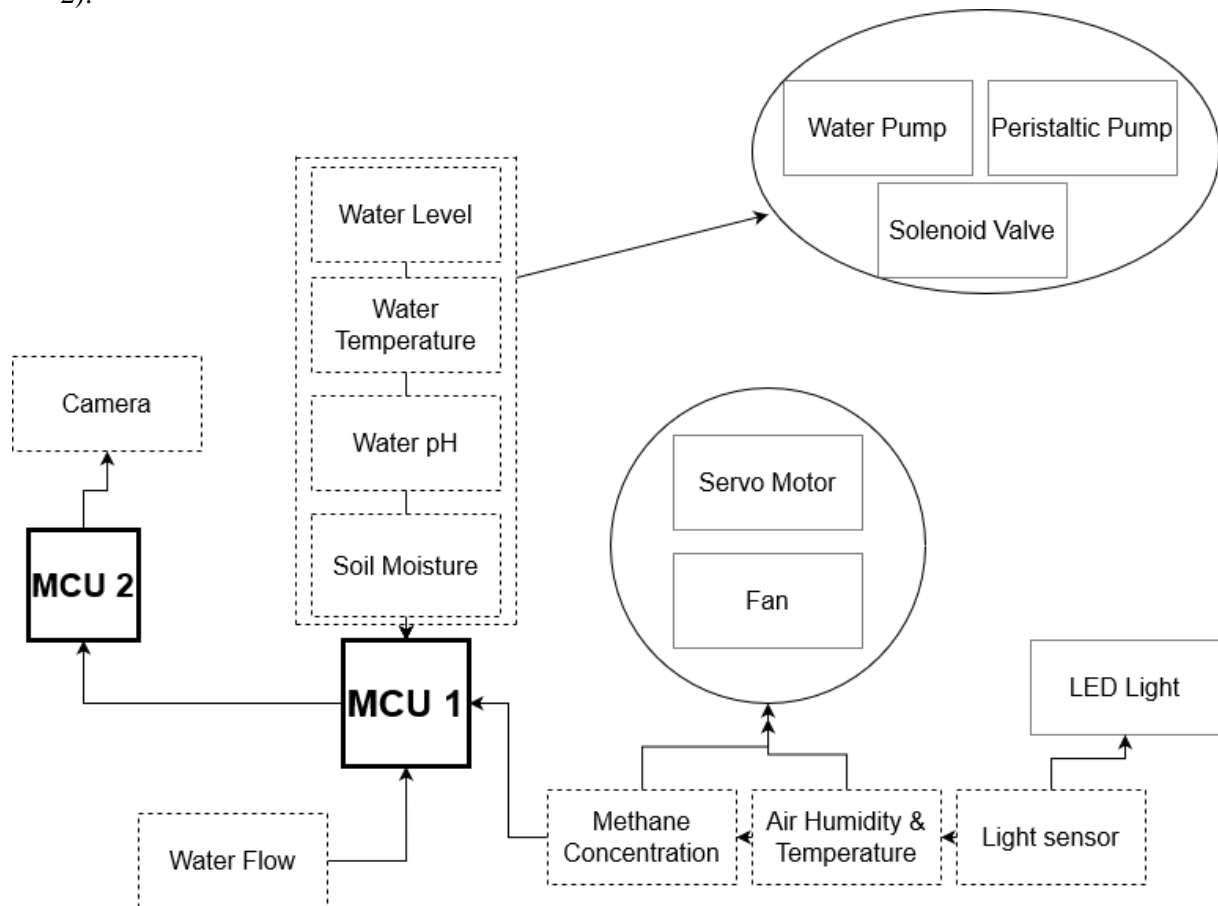 2).
Water Pump
Peristaltic Pump
Solenoid Valve
Water Level
Water
Temperature
Water pH
Soil Moisture
Camera
MCU 2
MCU 1
Servo Motor
Fan
LED Light
Water Flow
Methane
Concentration
Air Humidity &
Temperature
Light sensor